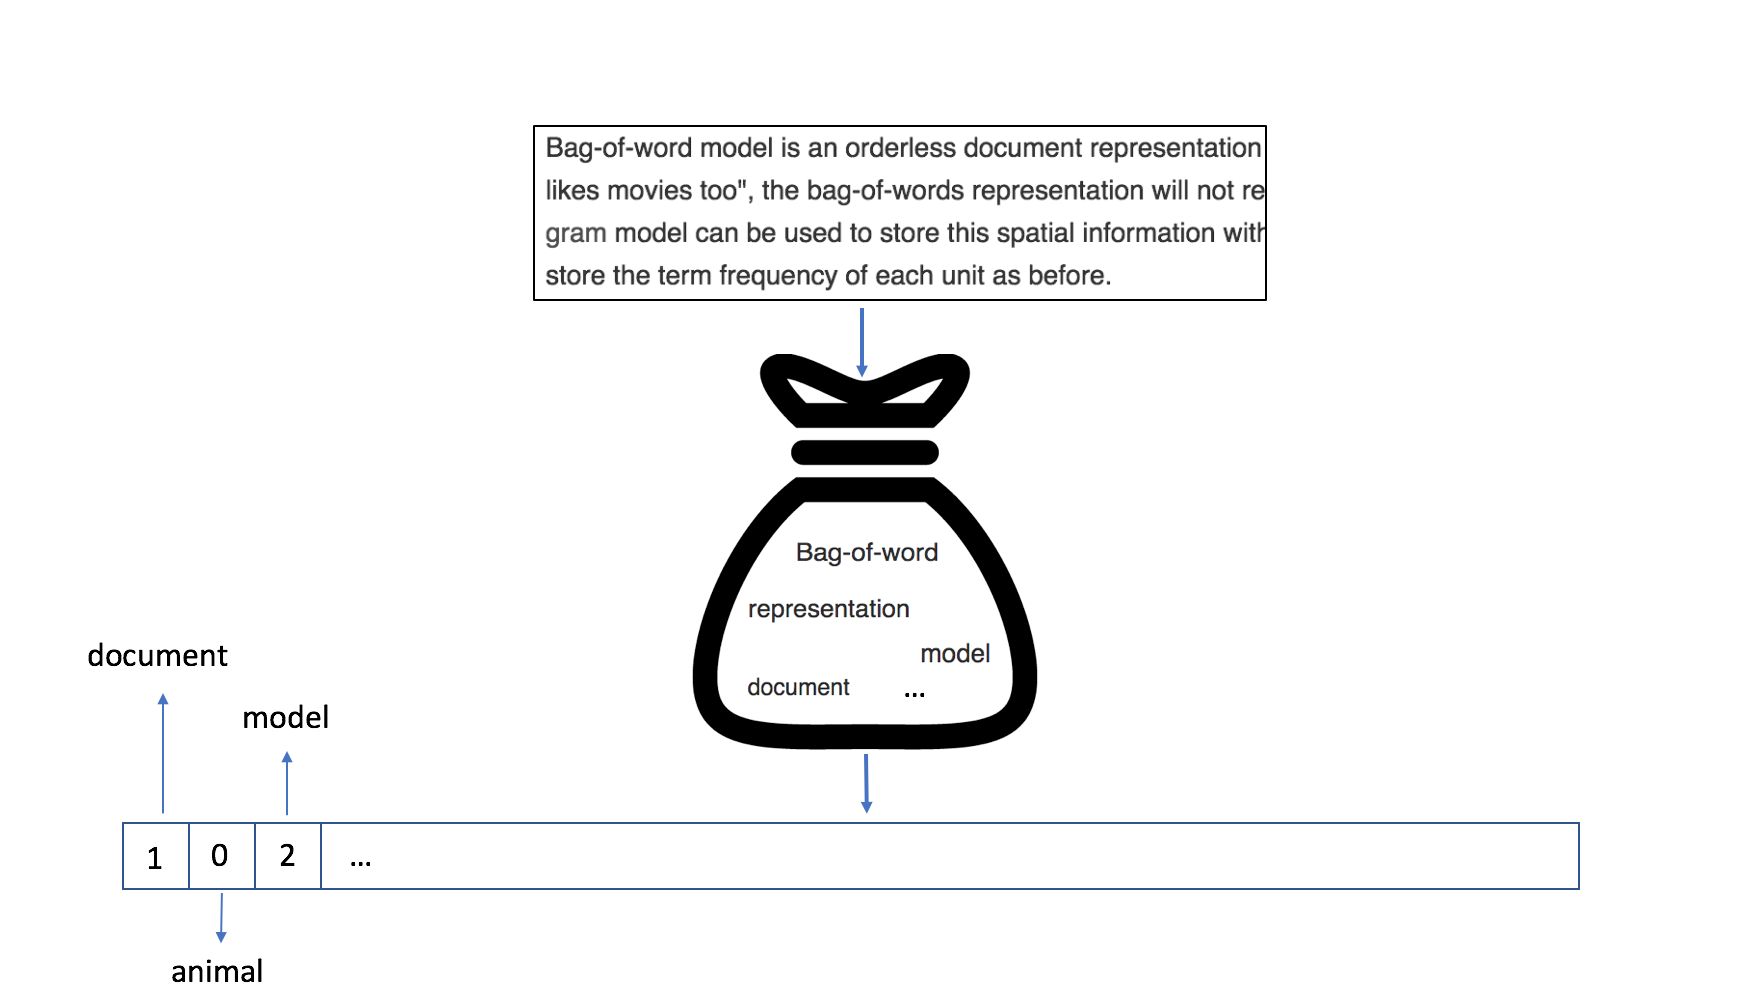 Bag-of-word model is an orderless document representation
likes movies too", the bag-of-words representation will not re
gram model can be used to store this spatial information with
store the term frequency of each unit as before.
Bag-of-word
representation
model
document ...
document
model
1 0 2 ...
animal